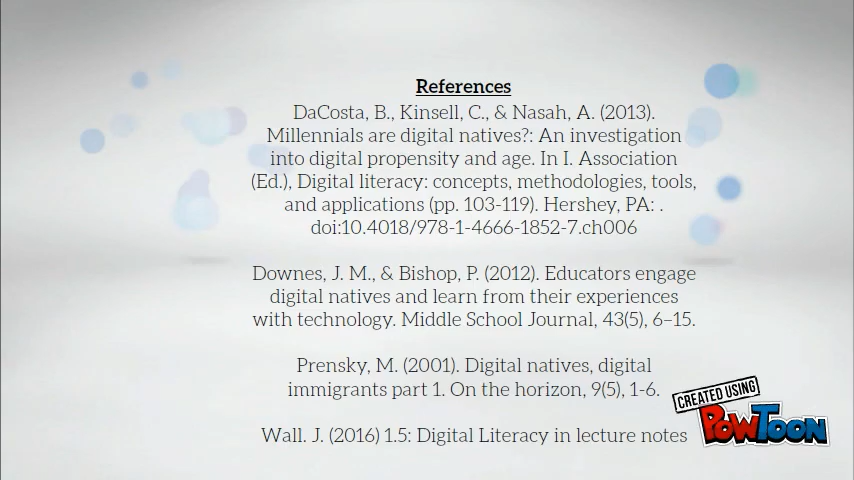 References
DaCosta, B., Kinsell, C., & Nasah, A. (2013).
Millennials are digital natives?: An investigation
into digital propensity and age. In I. Association
(Ed.), Digital literacy: concepts, methodologies, tools,
and applications (pp. 103-119). Hershey, PA: .
doi:10.4018/978-1-4666-1852-7.ch006
Downes, J. M., & Bishop, P. (2012). Educators engage
digital natives and learn from their experiences
with technology. Middle School Journal, 43(5), 6–15.
Prensky, M. (2001). Digital natives, digital
immigrants part 1. On the horizon, 9(5), 1-6.
Wall. J. (2016) 1.5: Digital Literacy in lecture notes
CREATED USING
POWTOON